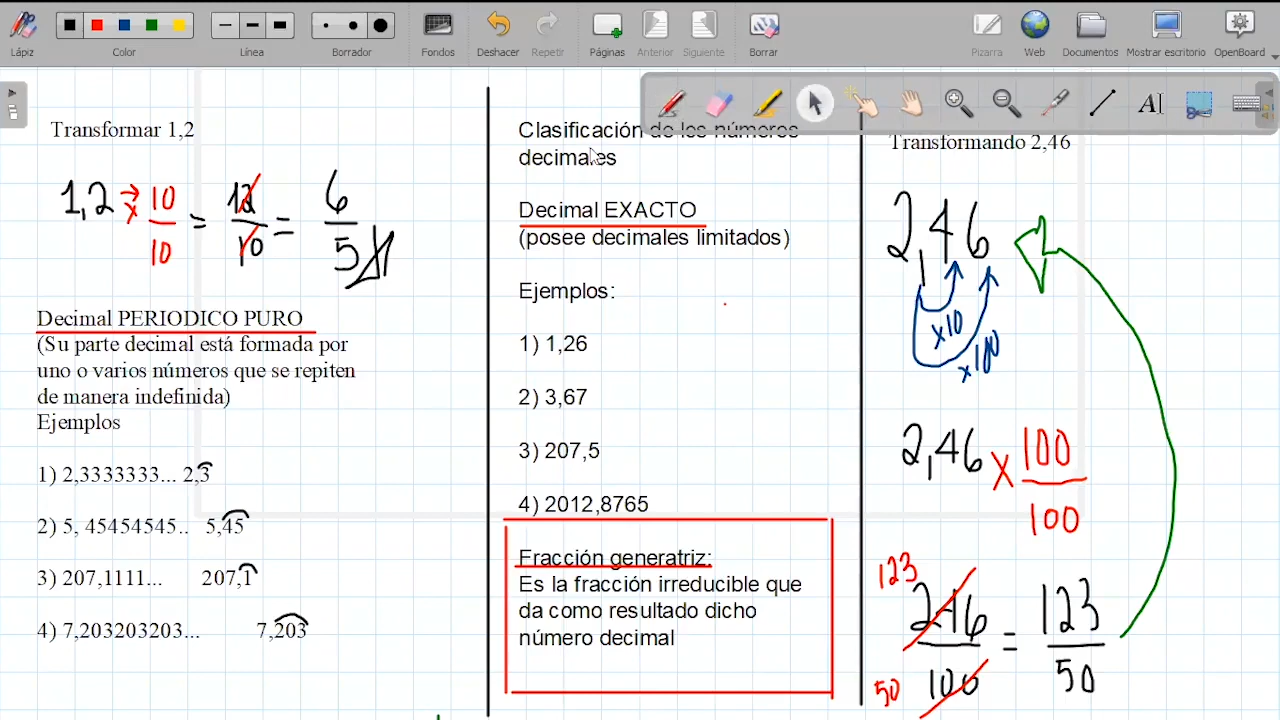 Lápiz
Color
Línea
Borrador
Fondos
Deshacer
Repetir
Páginas
Anterior
Siguiente
Borrar
Pizarra
Web
Documentos
Mostrar escritorio
OpenBoard
Transformar 1,2
1,2 × 10/10 = 12/10 = 6/5
Decimal PERIODICO PURO
(Su parte decimal está formada por
uno o varios números que se repiten
de manera indefinida)
Ejemplos
1) 2,3333333... 2,3
2) 5, 45454545.. 5,45
3) 207,1111... 207,1
4) 7,203203203... 7,203
Clasificación de los números
decimales
Decimal EXACTO
(posee decimales limitados)
Ejemplos:
1) 1,26
2) 3,67
3) 207,5
4) 2012,8765
Fracción generatriz:
Es la fracción irreducible que
da como resultado dicho
número decimal
Transformando 2,46
2,46
×10
×100
2,46 × 100/100
123
246/100 = 123/50
50